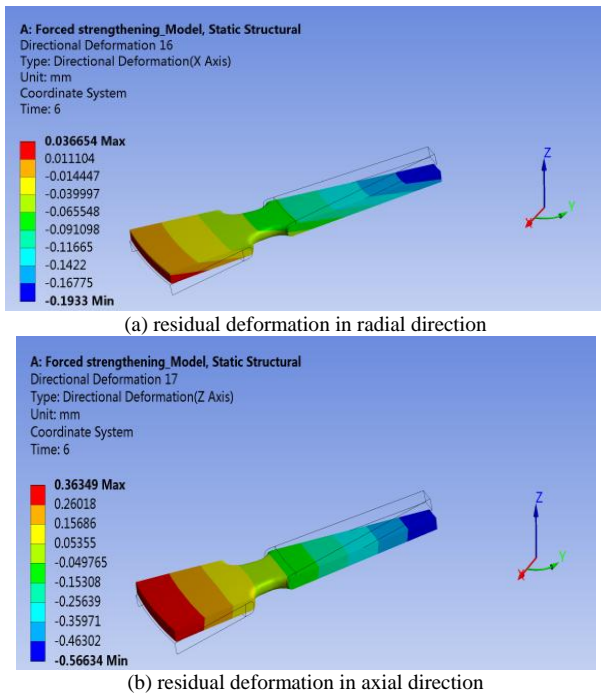 A: Forced strengthening_Model, Static Structural
Directional Deformation 16
Type: Directional Deformation(X Axis)
Unit: mm
Coordinate System
Time: 6
0.036654 Max
0.011104
-0.014447
-0.039997
-0.065548
-0.091098
-0.11665
-0.1422
-0.16775
-0.1933 Min
Z
Y
X
(a) residual deformation in radial direction
A: Forced strengthening_Model, Static Structural
Directional Deformation 17
Type: Directional Deformation(Z Axis)
Unit: mm
Coordinate System
Time: 6
0.36349 Max
0.26018
0.15686
0.05355
-0.049765
-0.15308
-0.25639
-0.35971
-0.46302
-0.56634 Min
Z
Y
X
(b) residual deformation in axial direction